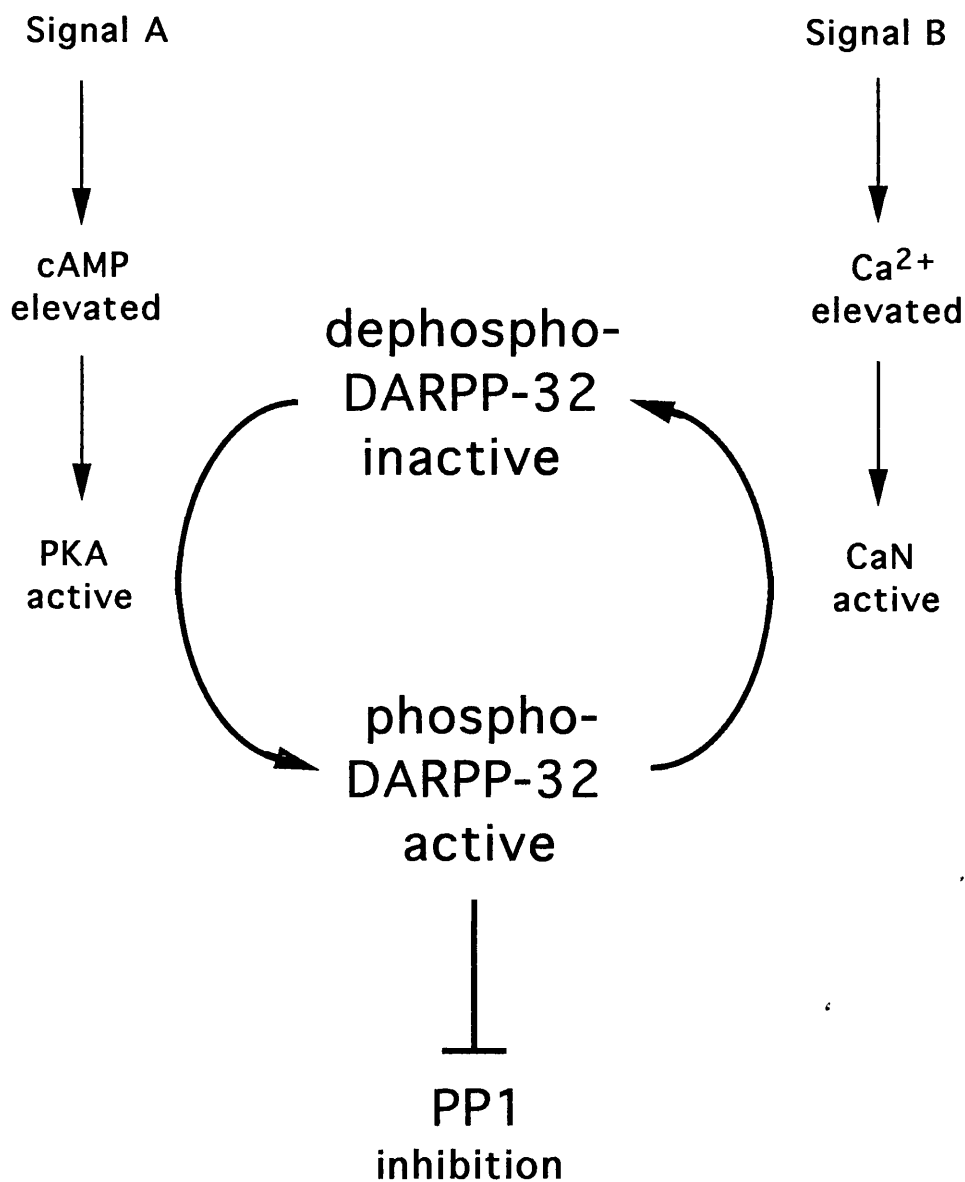 Signal A
Signal B
cAMP
elevated
Ca²⁺
elevated
dephospho-
DARPP-32
inactive
PKA
active
CaN
active
phospho-
DARPP-32
active
PP1
inhibition